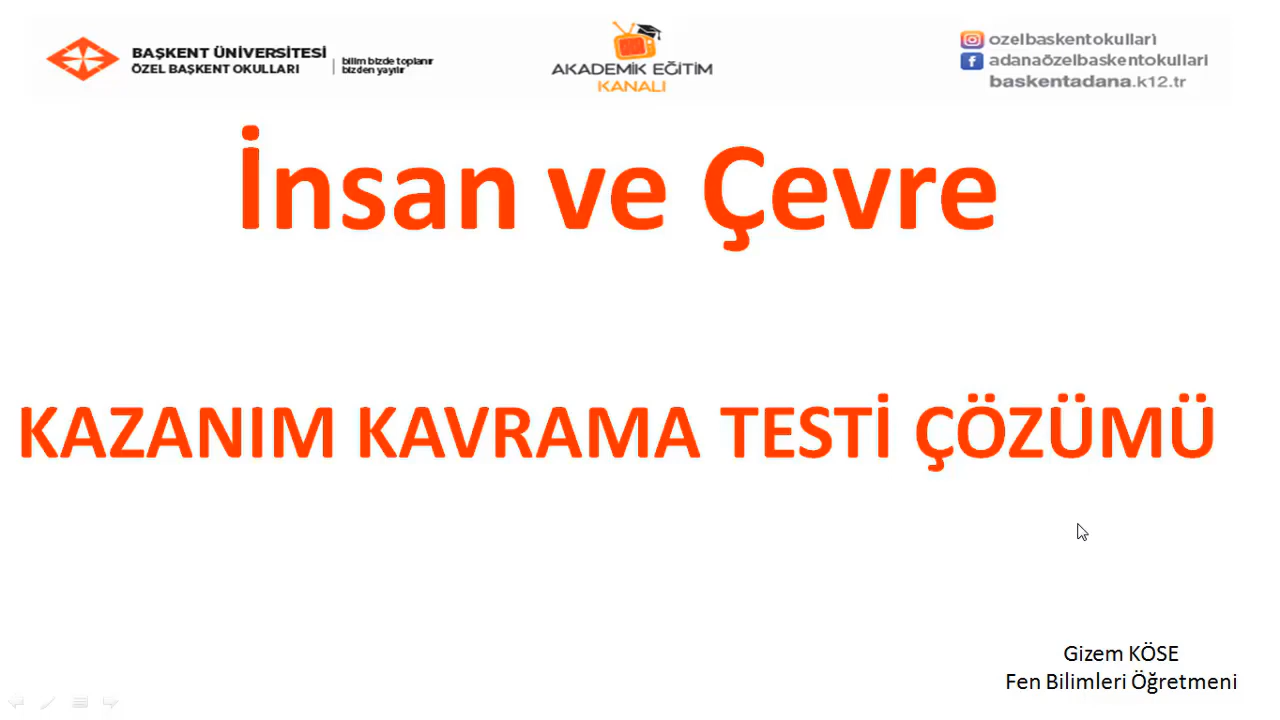 BAŞKENT ÜNİVERSİTESİ
ÖZEL BAŞKENT OKULLARI
bilim bizde toplanır
bizden yayılır
AKADEMİK EĞİTİM
KANALI
ozelbaskentokullari
adanaözelbaskentokullari
baskentadana.k12.tr
İnsan ve Çevre
KAZANIM KAVRAMA TESTİ ÇÖZÜMÜ
Gizem KÖSE
Fen Bilimleri Öğretmeni